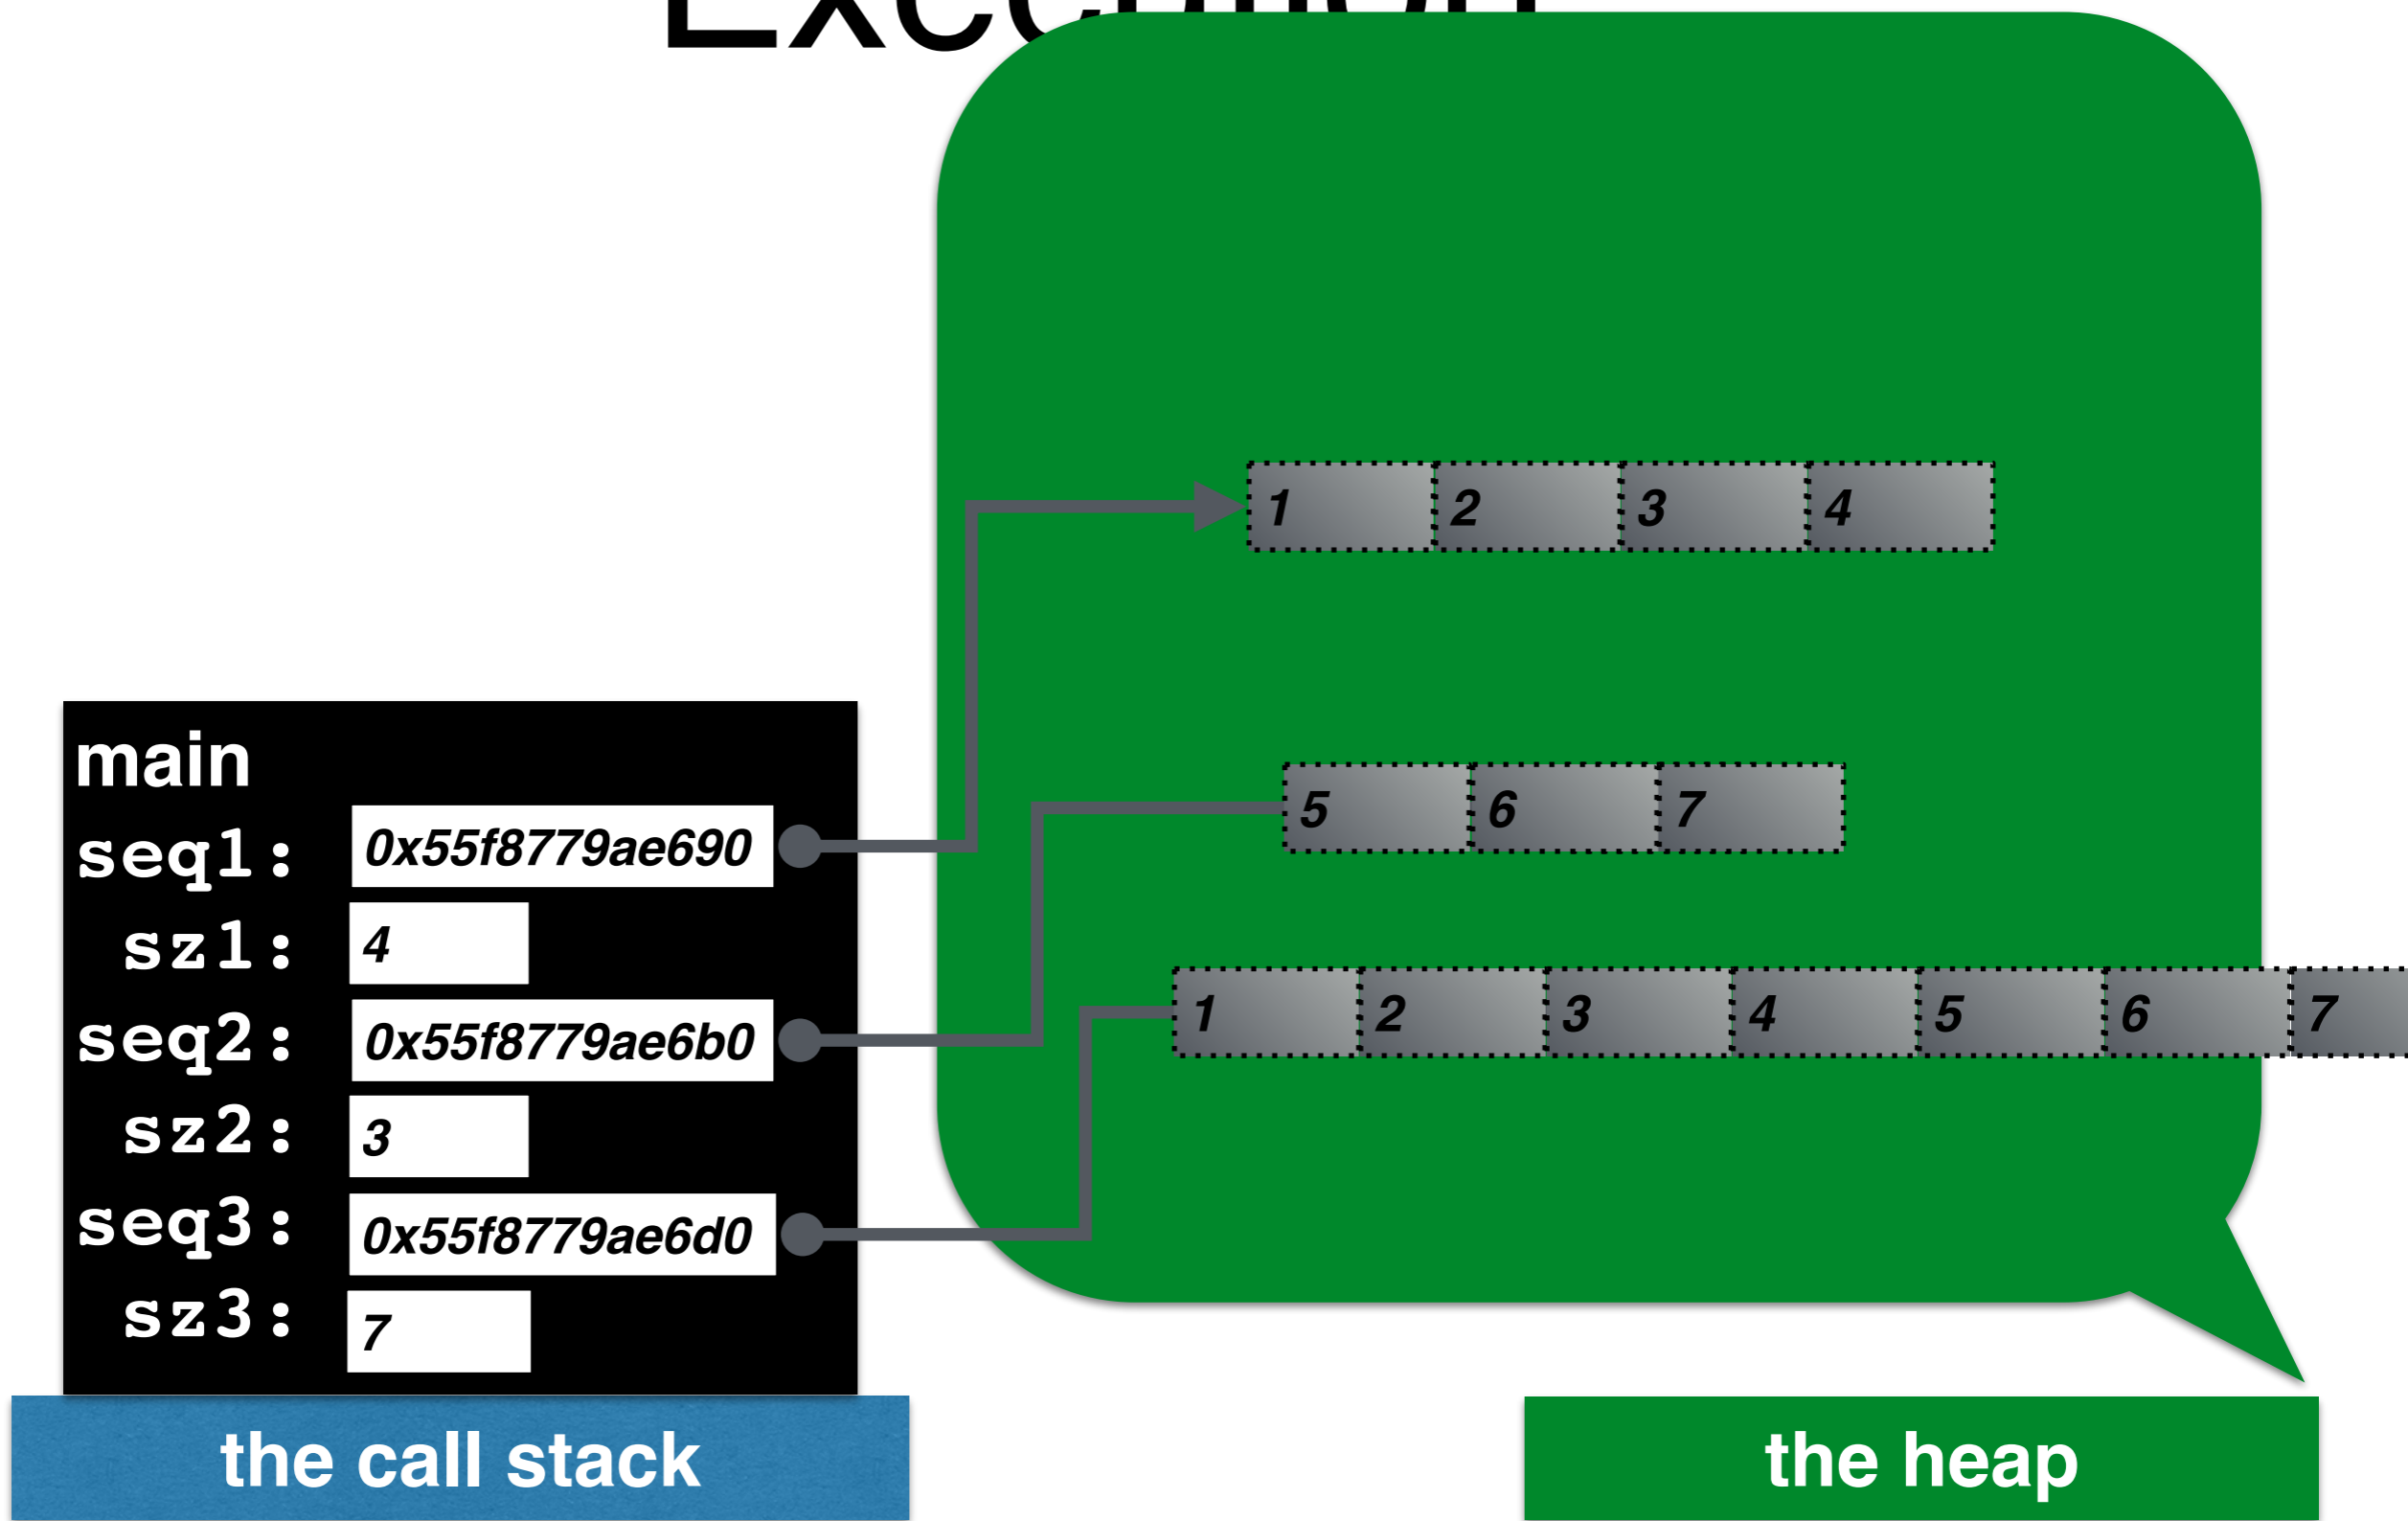 main
seq1: 0x55f8779ae690
sz1: 4
seq2: 0x55f8779ae6b0
sz2: 3
seq3: 0x55f8779ae6d0
sz3: 7
1 2 3 4
5 6 7
1 2 3 4 5 6 7
the call stack
the heap